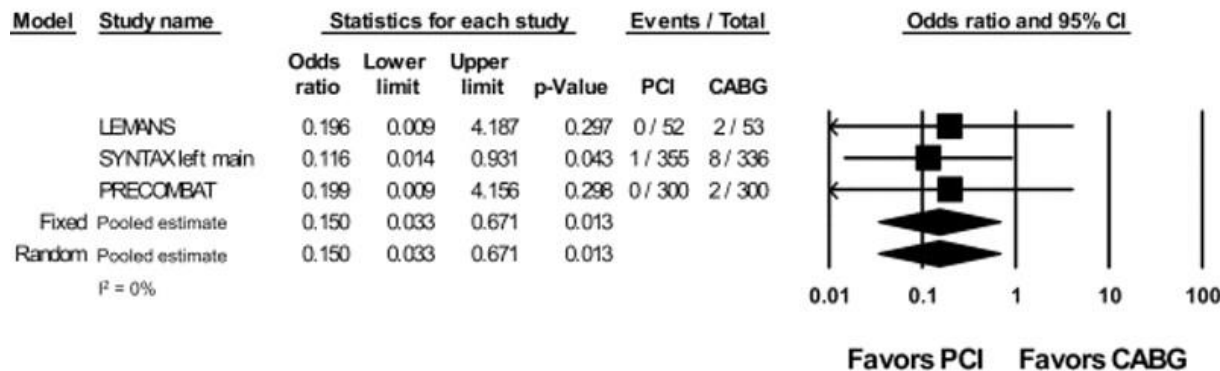 Model Study name Statistics for each study Events / Total Odds ratio and 95% CI
Odds ratio Lower limit Upper limit p-Value PCI CABG
LEMANS 0.196 0.009 4.187 0.297 0 / 52 2 / 53
SYNTAX left main 0.116 0.014 0.931 0.043 1 / 355 8 / 336
PRECOMBAT 0.199 0.009 4.156 0.298 0 / 300 2 / 300
Fixed Pooled estimate 0.150 0.033 0.671 0.013
Random Pooled estimate 0.150 0.033 0.671 0.013
I² = 0%
0.01 0.1 1 10 100
Favors PCI Favors CABG